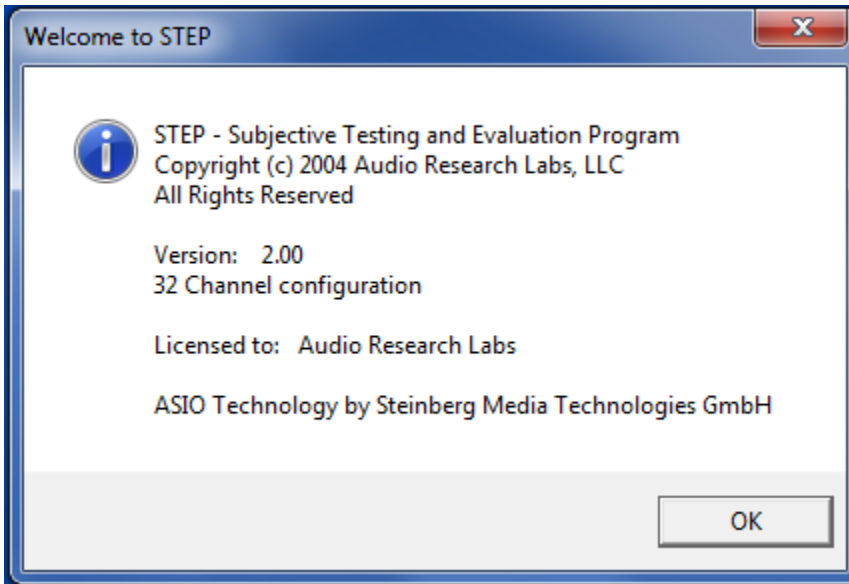 Welcome to STEP
STEP - Subjective Testing and Evaluation Program
Copyright (c) 2004 Audio Research Labs, LLC
All Rights Reserved
Version: 2.00
32 Channel configuration
Licensed to: Audio Research Labs
ASIO Technology by Steinberg Media Technologies GmbH
OK